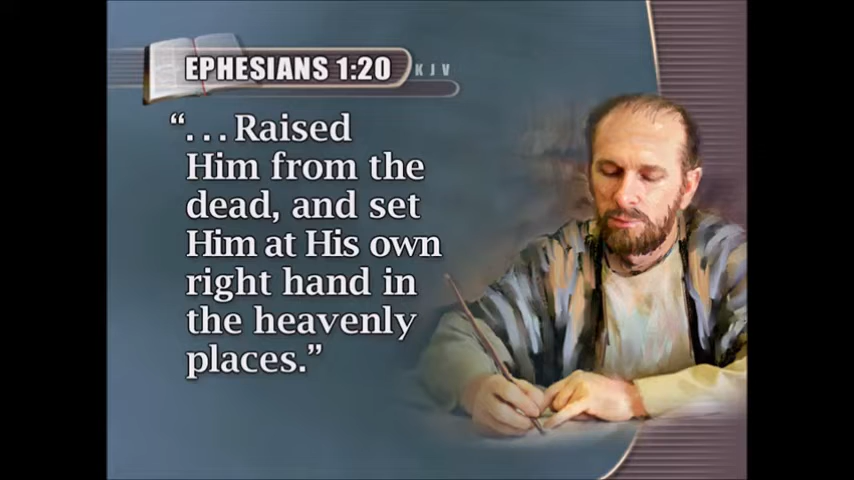 EPHESIANS 1:20 KJV
“. . . Raised
Him from the
dead, and set
Him at His own
right hand in
the heavenly
places.”